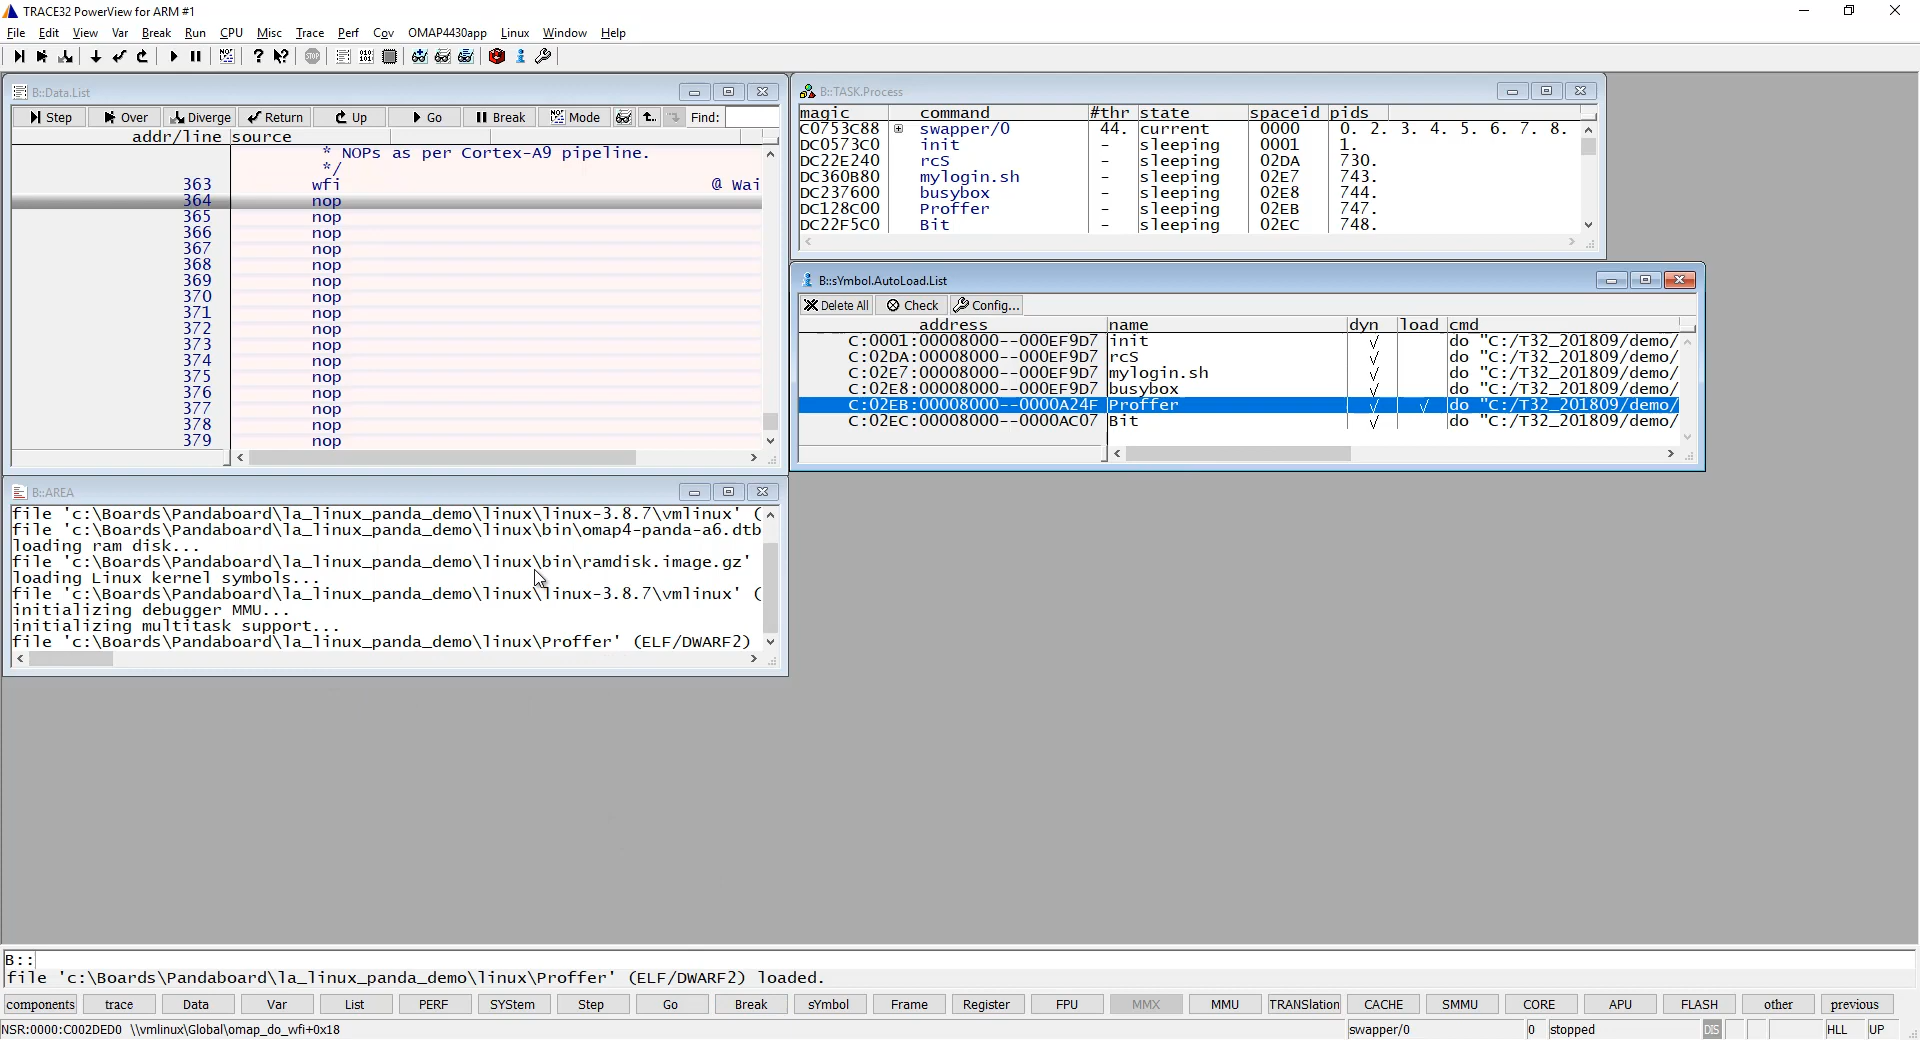 TRACE32 PowerView for ARM #1
File Edit View Var Break Run CPU Misc Trace Perf Cov OMAP4430app Linux Window Help
B::Data.List
Step Over Diverge Return Up Go Break Mode Find:
addr/line source
* NOPs as per Cortex-A9 pipeline.
*/
363 wfi @ Wai
364 nop
365 nop
366 nop
367 nop
368 nop
369 nop
370 nop
371 nop
372 nop
373 nop
374 nop
375 nop
376 nop
377 nop
378 nop
379 nop
B::TASK.Process
magic command #thr state spaceid pids
C0753C88 swapper/0 44. current 0000 0. 2. 3. 4. 5. 6. 7. 8.
DC0573C0 init - sleeping 0001 1.
DC22E240 rcS - sleeping 02DA 730.
DC360B80 mylogin.sh - sleeping 02E7 743.
DC237600 busybox - sleeping 02E8 744.
DC128C00 Proffer - sleeping 02EB 747.
DC22F5C0 Bit - sleeping 02EC 748.
B::sYmbol.AutoLoad.List
Delete All Check Config...
address name dyn load cmd
C:0001:00008000--000EF9D7 init √ do "C:/T32_201809/demo/
C:02DA:00008000--000EF9D7 rcS √ do "C:/T32_201809/demo/
C:02E7:00008000--000EF9D7 mylogin.sh √ do "C:/T32_201809/demo/
C:02E8:00008000--000EF9D7 busybox √ do "C:/T32_201809/demo/
C:02EB:00008000--0000A24F Proffer √ √ do "C:/T32_201809/demo/
C:02EC:00008000--0000AC07 Bit √ do "C:/T32_201809/demo/
B::AREA
file 'c:\Boards\Pandaboard\la_linux_panda_demo\linux\linux-3.8.7\vmlinux' (
file 'c:\Boards\Pandaboard\la_linux_panda_demo\linux\bin\omap4-panda-a6.dtb
loading ram disk...
file 'c:\Boards\Pandaboard\la_linux_panda_demo\linux\bin\ramdisk.image.gz'
loading Linux kernel symbols...
file 'c:\Boards\Pandaboard\la_linux_panda_demo\linux\linux-3.8.7\vmlinux' (
initializing debugger MMU...
initializing multitask support...
file 'c:\Boards\Pandaboard\la_linux_panda_demo\linux\Proffer' (ELF/DWARF2)
B::
file 'c:\Boards\Pandaboard\la_linux_panda_demo\linux\Proffer' (ELF/DWARF2) loaded.
components trace Data Var List PERF SYStem Step Go Break sYmbol Frame Register FPU MMX MMU TRANSlation CACHE SMMU CORE APU FLASH other previous
NSR:0000:C002DED0 \\vmlinux\Global\omap_do_wfi+0x18 swapper/0 0 stopped DIS HLL UP